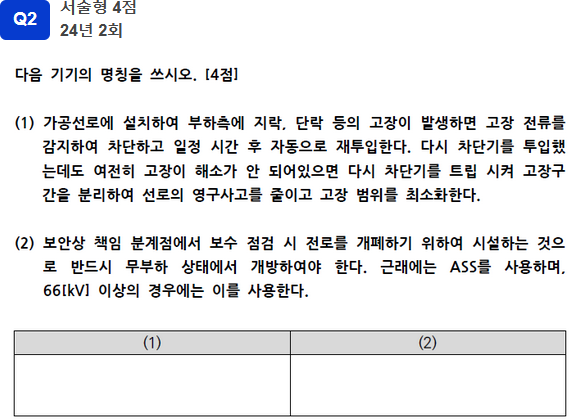 Q2
서술형 4점
24년 2회
다음 기기의 명칭을 쓰시오. [4점]
(1) 가공선로에 설치하여 부하측에 지락, 단락 등의 고장이 발생하면 고장 전류를
감지하여 차단하고 일정 시간 후 자동으로 재투입한다. 다시 차단기를 투입했
는데도 여전히 고장이 해소가 안 되어있으면 다시 차단기를 트립 시켜 고장구
간을 분리하여 선로의 영구사고를 줄이고 고장 범위를 최소화한다.
(2) 보안상 책임 분계점에서 보수 점검 시 전로를 개폐하기 위하여 시설하는 것으
로 반드시 무부하 상태에서 개방하여야 한다. 근래에는 ASS를 사용하며,
66[kV] 이상의 경우에는 이를 사용한다.
(1) (2)